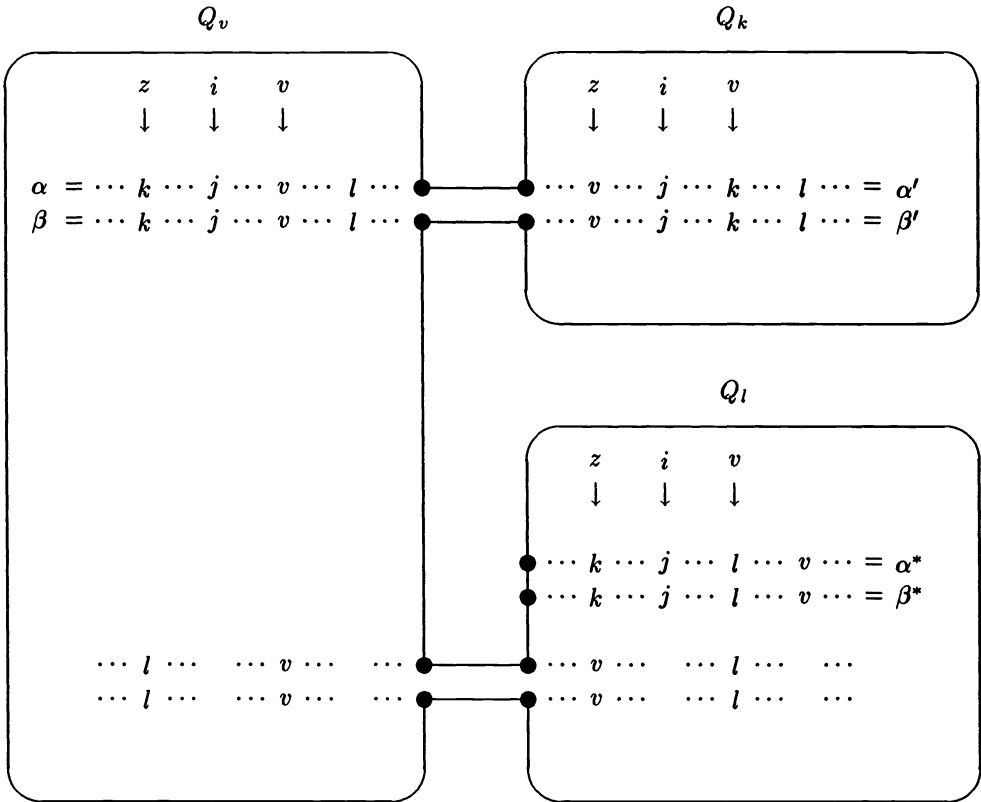 Q_v Q_k
z i v z i v
↓ ↓ ↓ ↓ ↓ ↓
α = ··· k ··· j ··· v ··· l ··· ··· v ··· j ··· k ··· l ··· = α′
β = ··· k ··· j ··· v ··· l ··· ··· v ··· j ··· k ··· l ··· = β′
Q_l
z i v
↓ ↓ ↓
··· k ··· j ··· l ··· v ··· = α*
··· k ··· j ··· l ··· v ··· = β*
··· l ··· ··· v ··· ··· ··· v ··· ··· l ··· ···
··· l ··· ··· v ··· ··· ··· v ··· ··· l ··· ···